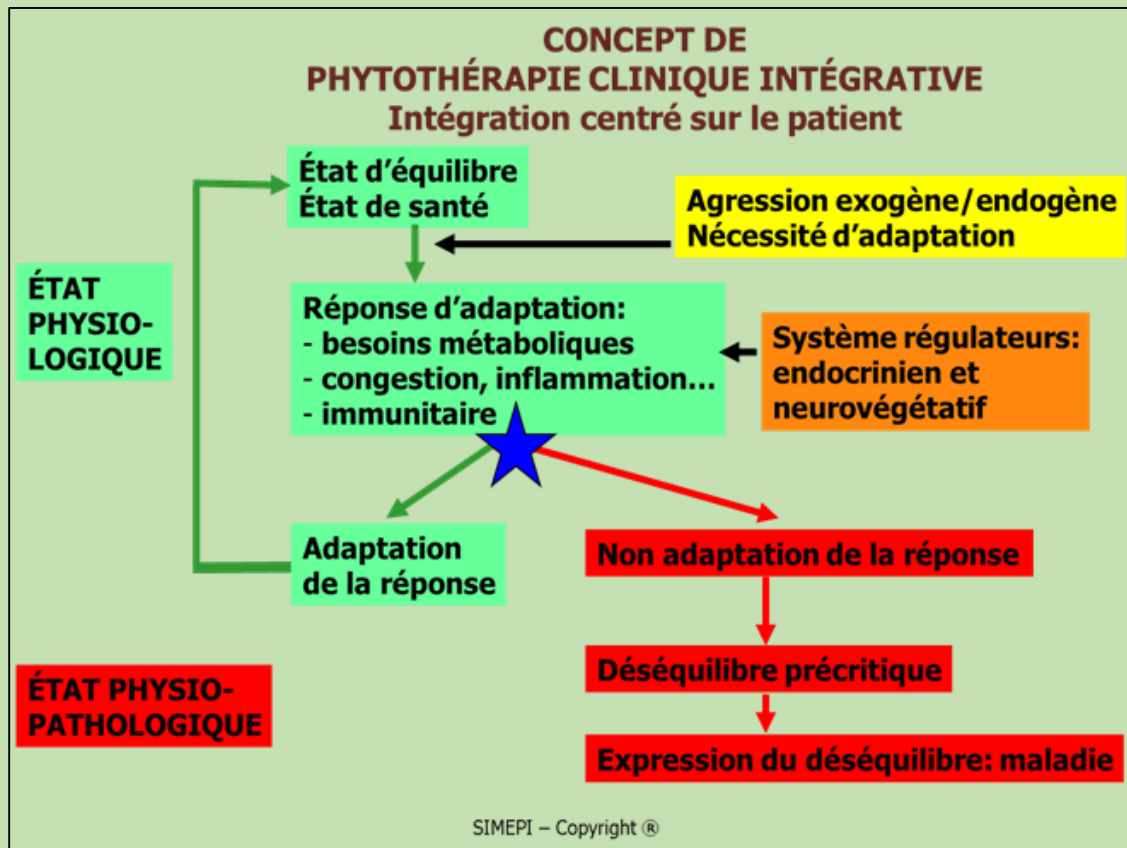 CONCEPT DE
PHYTOTHÉRAPIE CLINIQUE INTÉGRATIVE
Intégration centré sur le patient
État d’équilibre
État de santé
Agression exogène/endogène
Nécessité d’adaptation
ÉTAT
PHYSIO-
LOGIQUE
Réponse d’adaptation:
- besoins métaboliques
- congestion, inflammation...
- immunitaire
Système régulateurs:
endocrinien et
neurovégétatif
Adaptation
de la réponse
Non adaptation de la réponse
ÉTAT PHYSIO-
PATHOLOGIQUE
Déséquilibre précritique
Expression du déséquilibre: maladie
SIMEPI – Copyright ®